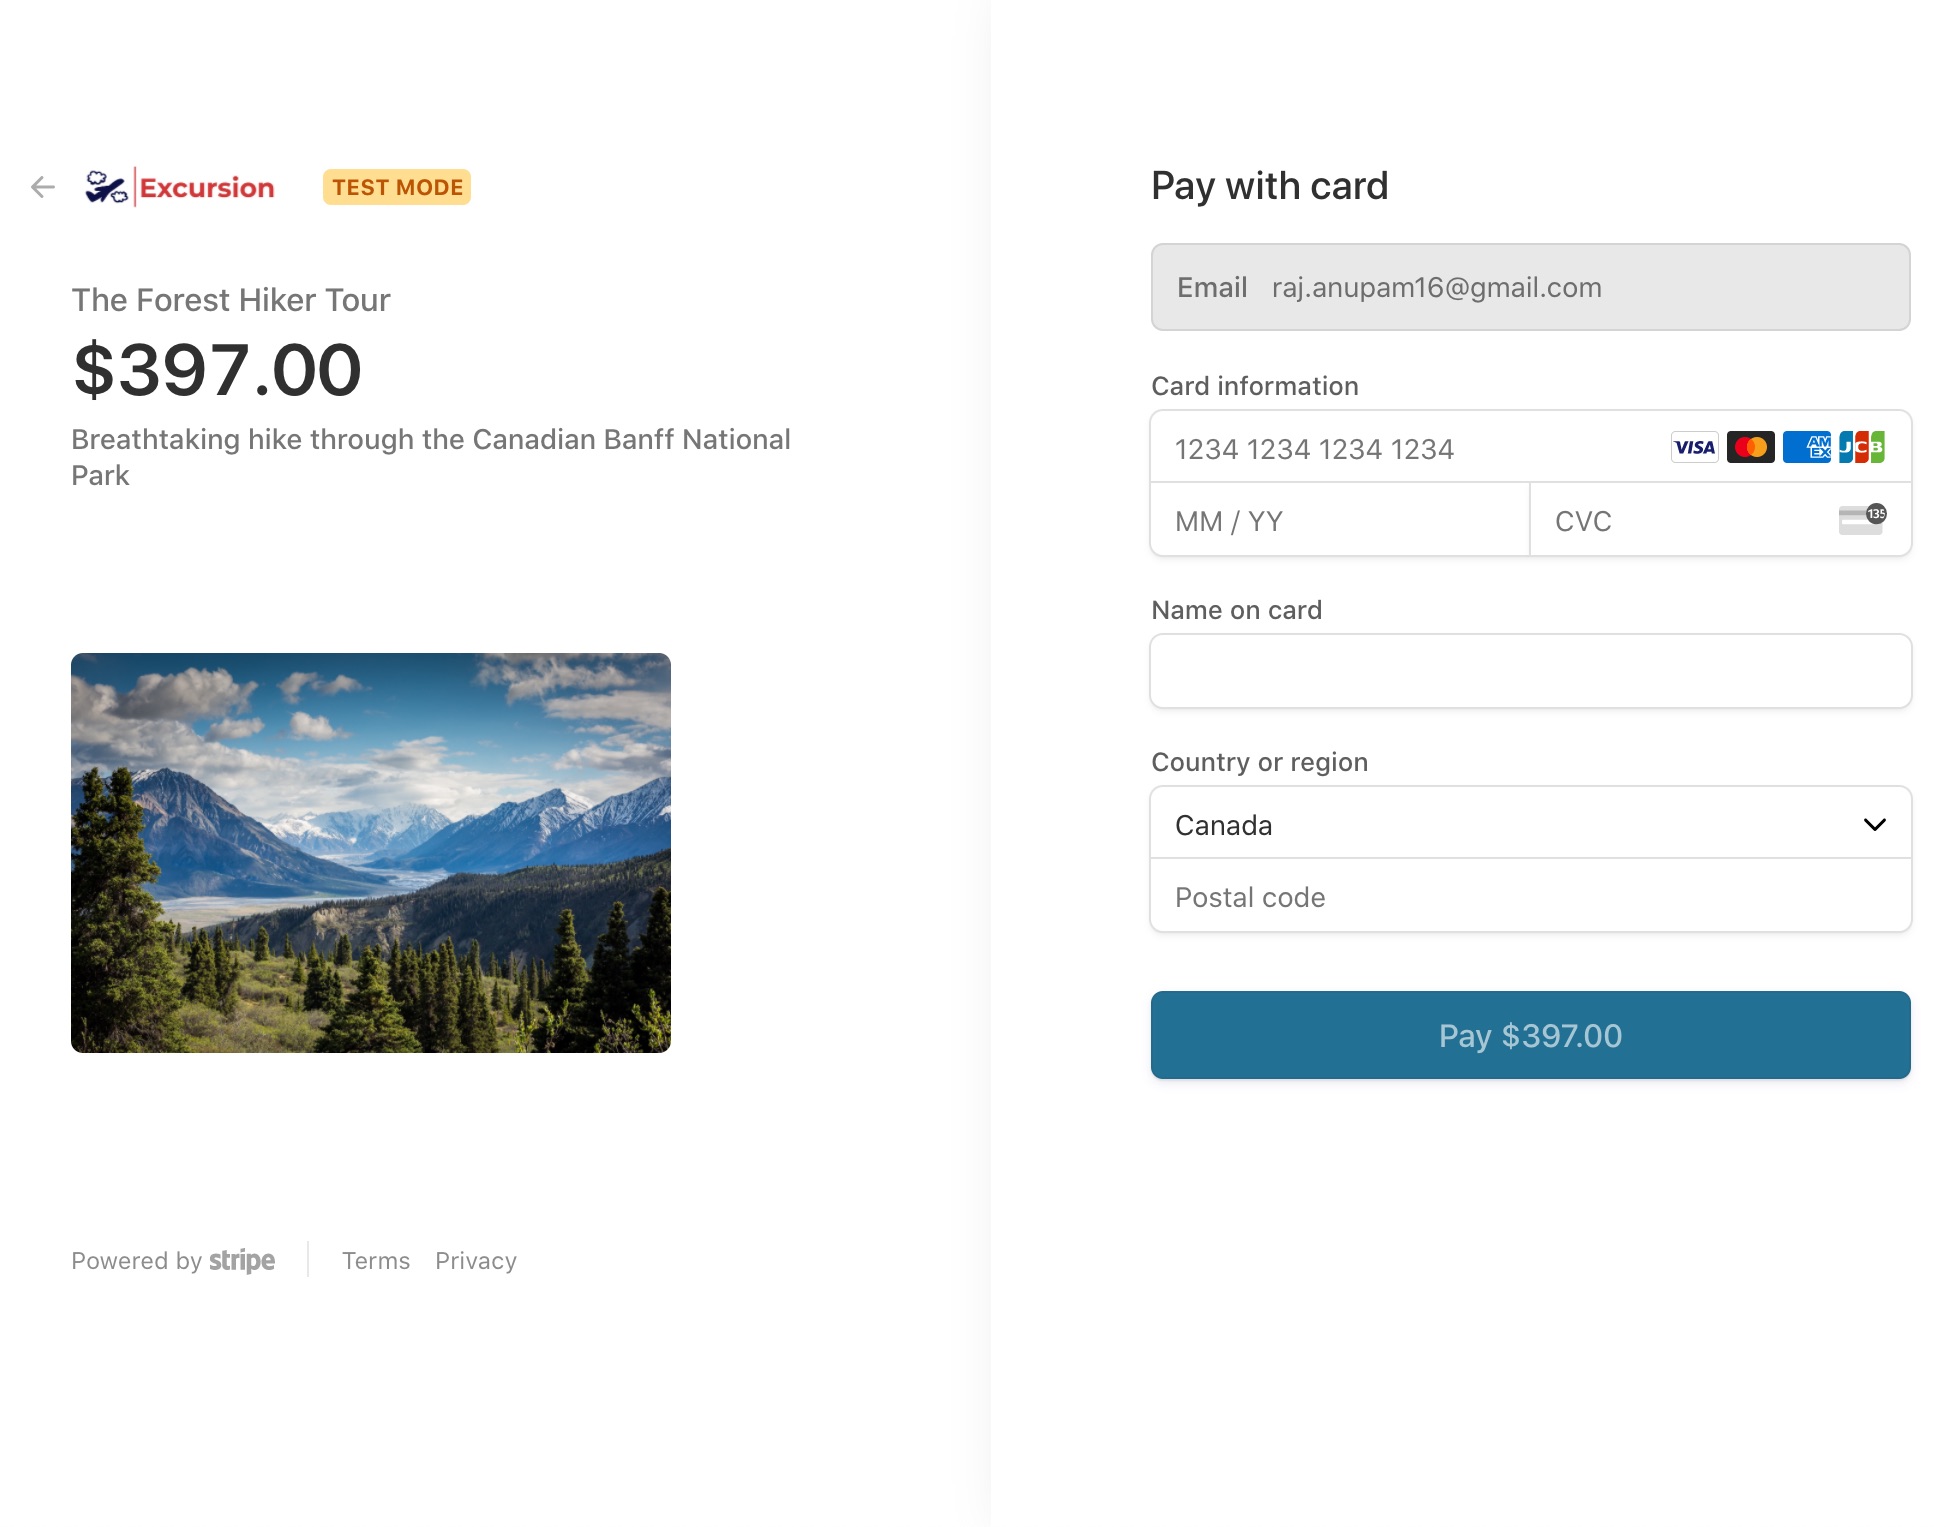 Excursion
TEST MODE
The Forest Hiker Tour
$397.00
Breathtaking hike through the Canadian Banff National
Park
Powered by stripe
Terms
Privacy
Pay with card
Email raj.anupam16@gmail.com
Card information
1234 1234 1234 1234
VISA
AM
EX
JCB
MM / YY
CVC
135
Name on card
Country or region
Canada
Postal code
Pay $397.00